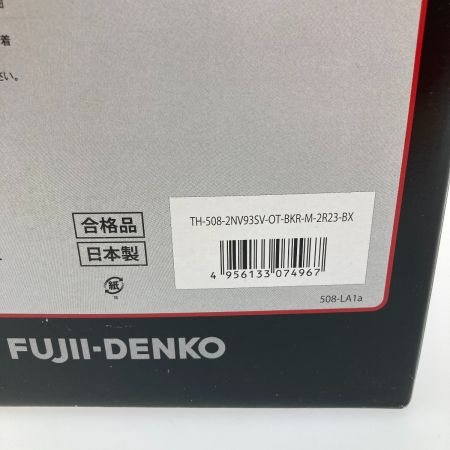 着
さい。
合格品
日本製
紙
TH-508-2NV93SV-OT-BKR-M-2R23-BX
4 956133 074967
508-LA1a
FUJII-DENKO